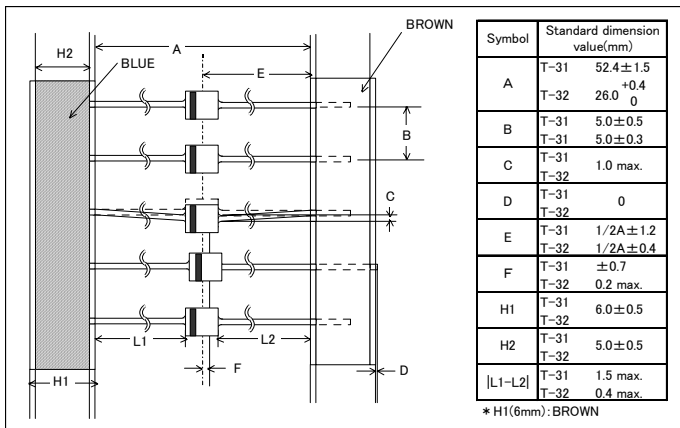 H2
A
BROWN
BLUE
E
B
C
L1
L2
F
H1
D
Symbol Standard dimension value(mm)
A T-31 52.4±1.5
T-32 26.0 +0.4 0
B T-31 5.0±0.5
T-31 5.0±0.3
C T-31 T-32 1.0 max.
D T-31 T-32 0
E T-31 1/2A±1.2
T-32 1/2A±0.4
F T-31 ±0.7
T-32 0.2 max.
H1 T-31 T-32 6.0±0.5
H2 T-31 T-32 5.0±0.5
|L1-L2| T-31 1.5 max.
T-32 0.4 max.
*H1(6mm):BROWN